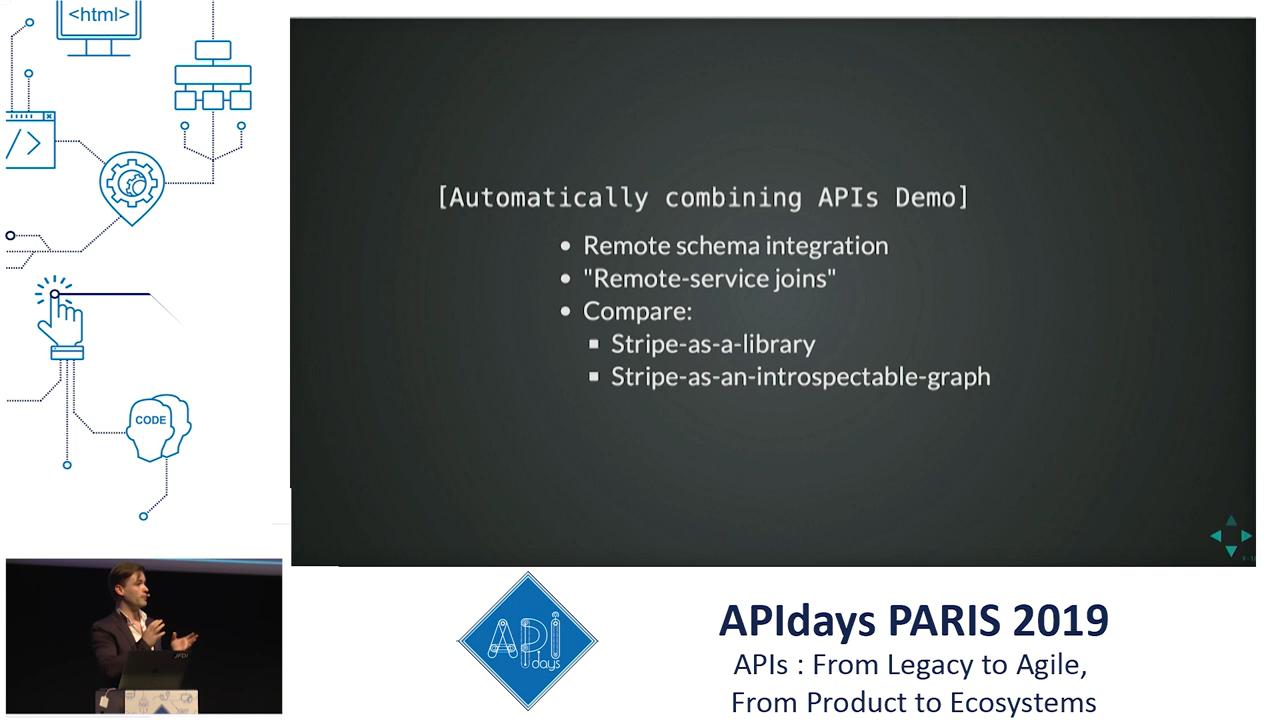 <html>
</>
CODE
[Automatically combining APIs Demo]
• Remote schema integration
• "Remote-service joins"
• Compare:
▪ Stripe-as-a-library
▪ Stripe-as-an-introspectable-graph
API
days
APIdays PARIS 2019
APIs : From Legacy to Agile,
From Product to Ecosystems